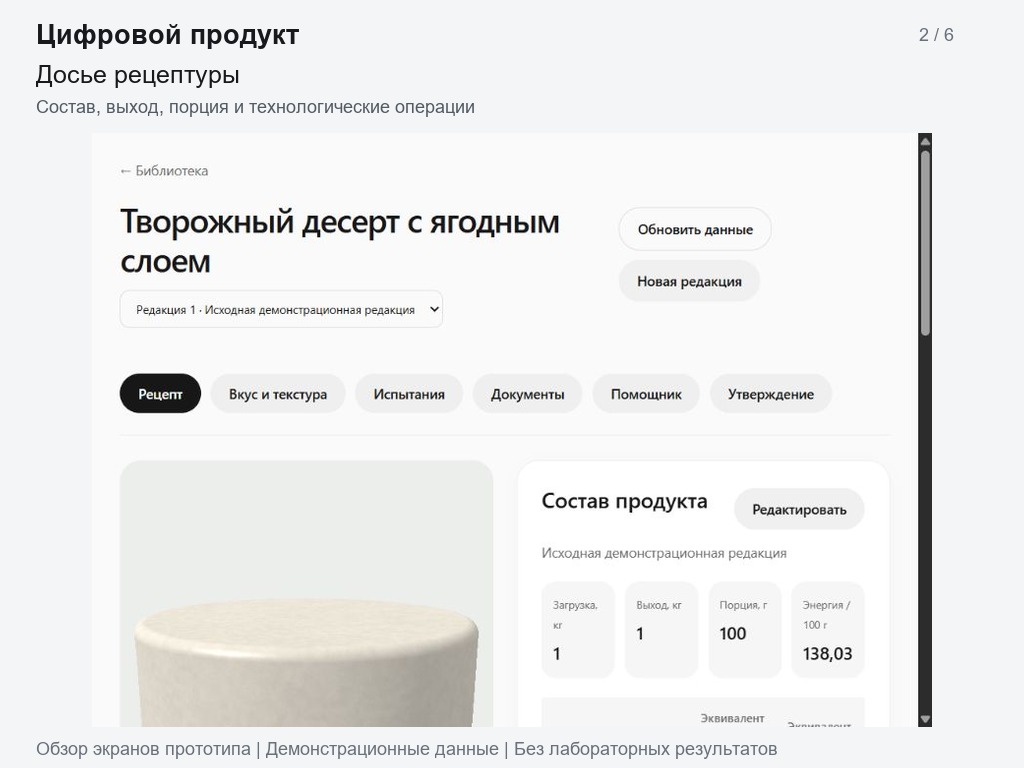 Цифровой продукт
2 / 6
Досье рецептуры
Состав, выход, порция и технологические операции
← Библиотека
Творожный десерт с ягодным
слоем
Обновить данные
Новая редакция
Редакция 1 · Исходная демонстрационная редакция
Рецепт
Вкус и текстура
Испытания
Документы
Помощник
Утверждение
Состав продукта
Редактировать
Исходная демонстрационная редакция
Загрузка,
кг
1
Выход, кг
1
Порция, г
100
Энергия /
100 г
138,03
Эквивалент
Эквивалент
Обзор экранов прототипа | Демонстрационные данные | Без лабораторных результатов